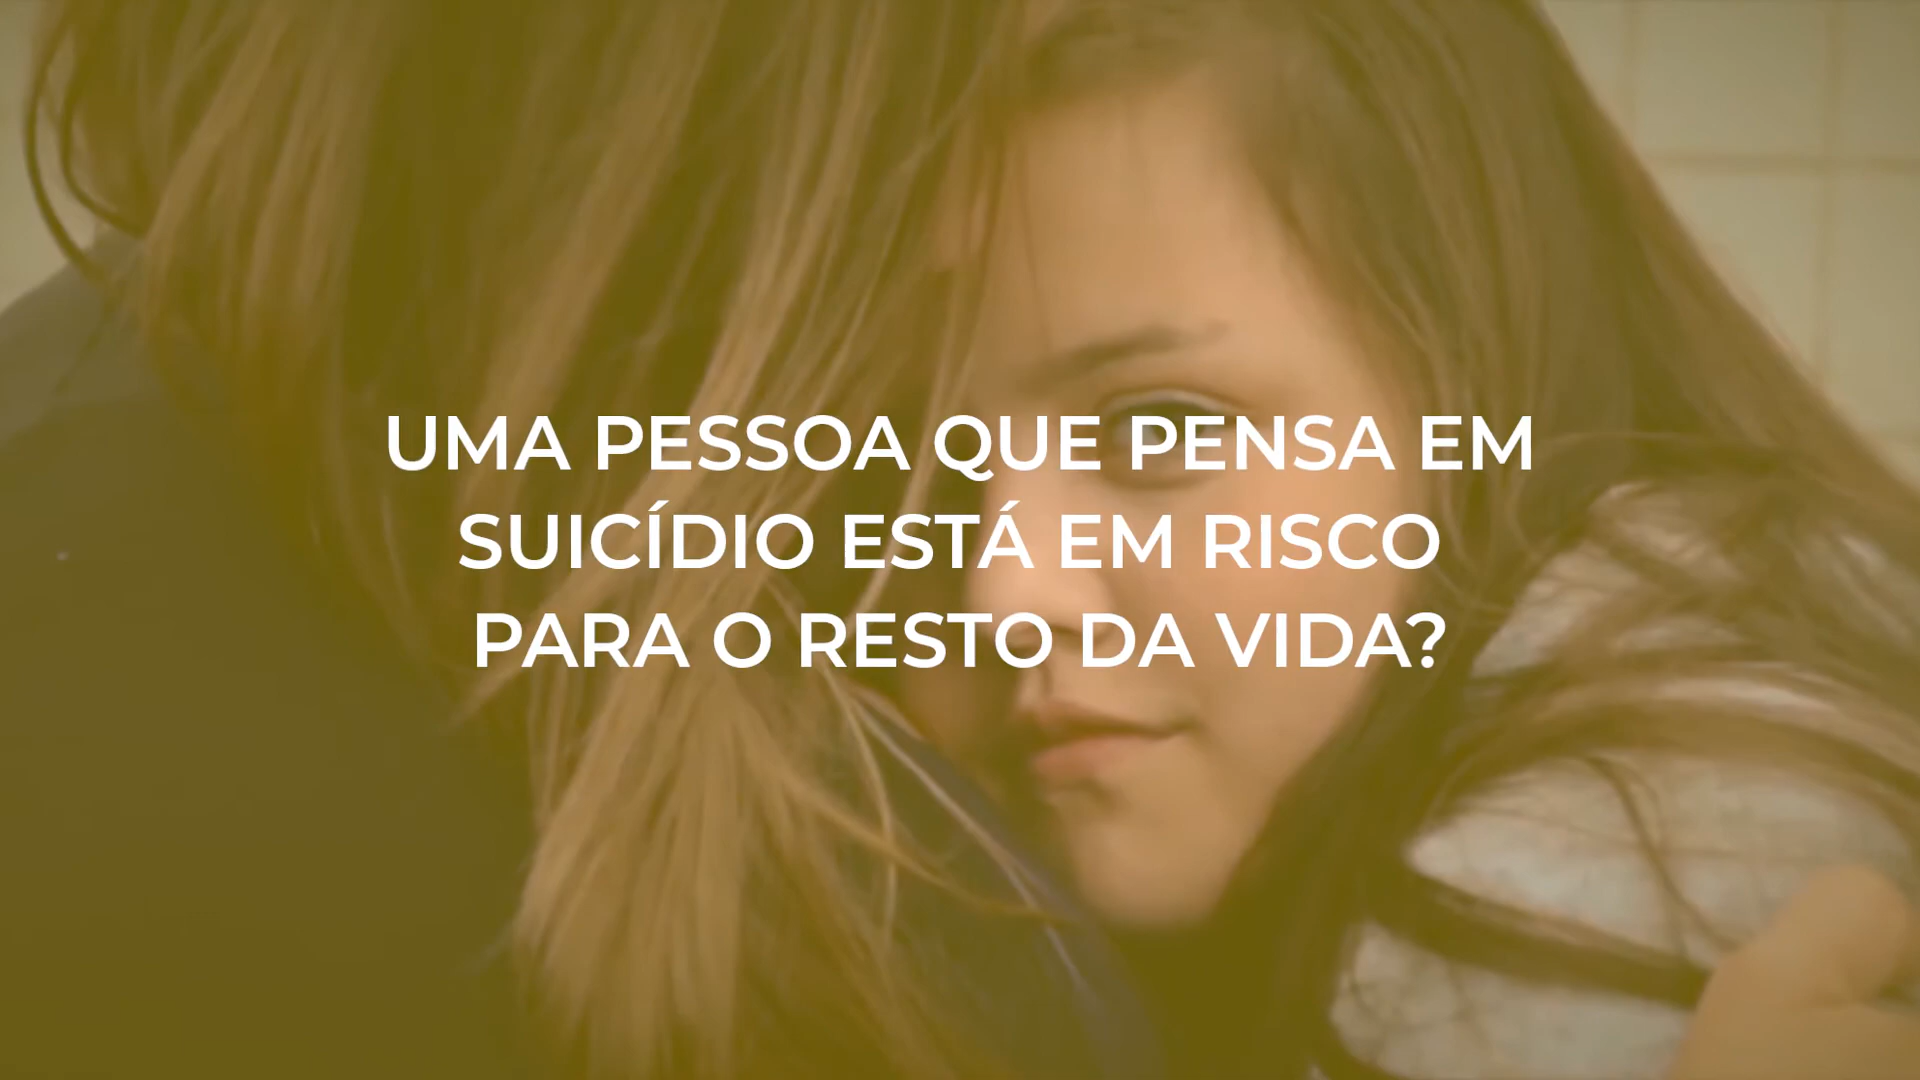 UMA PESSOA QUE PENSA EM
SUICÍDIO ESTÁ EM RISCO
PARA O RESTO DA VIDA?